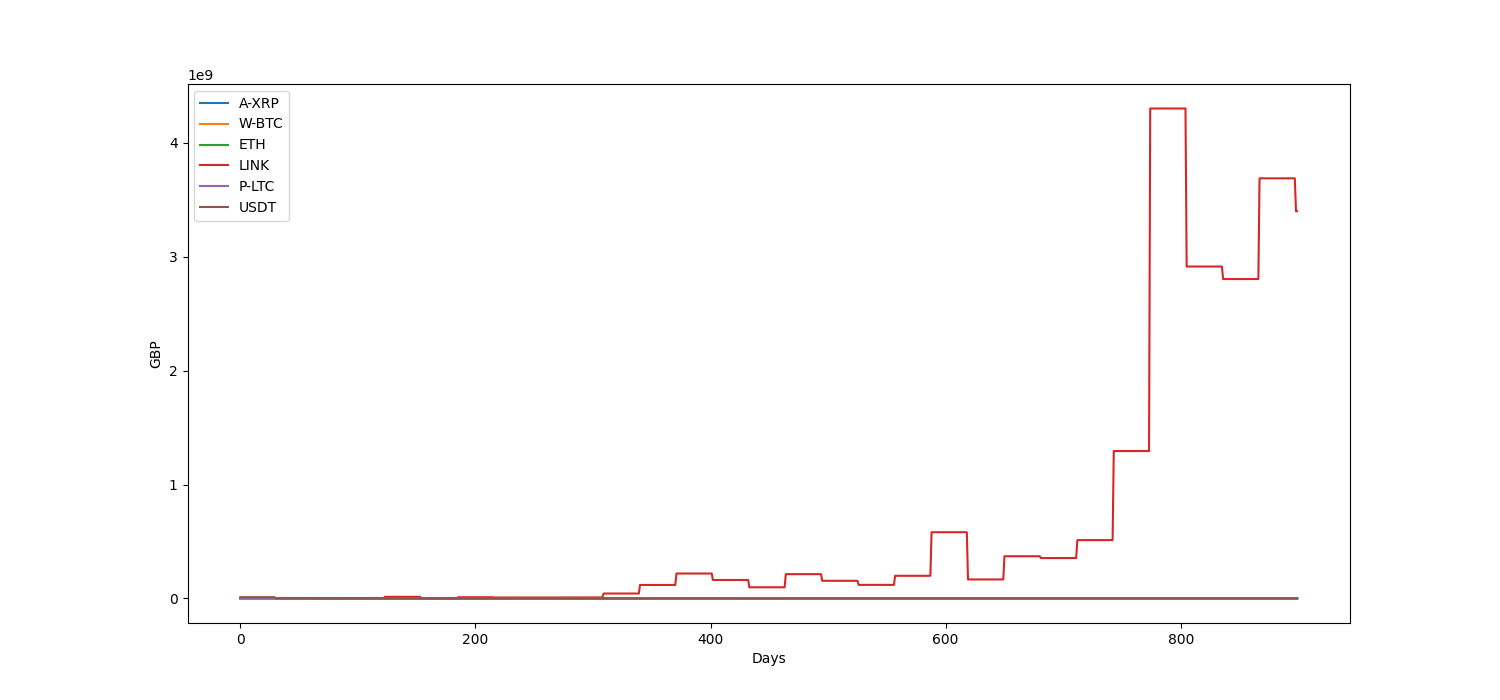 1e9
A-XRP
W-BTC
ETH
LINK
P-LTC
USDT
4
3
2
1
0
GBP
0 200 400 600 800
Days